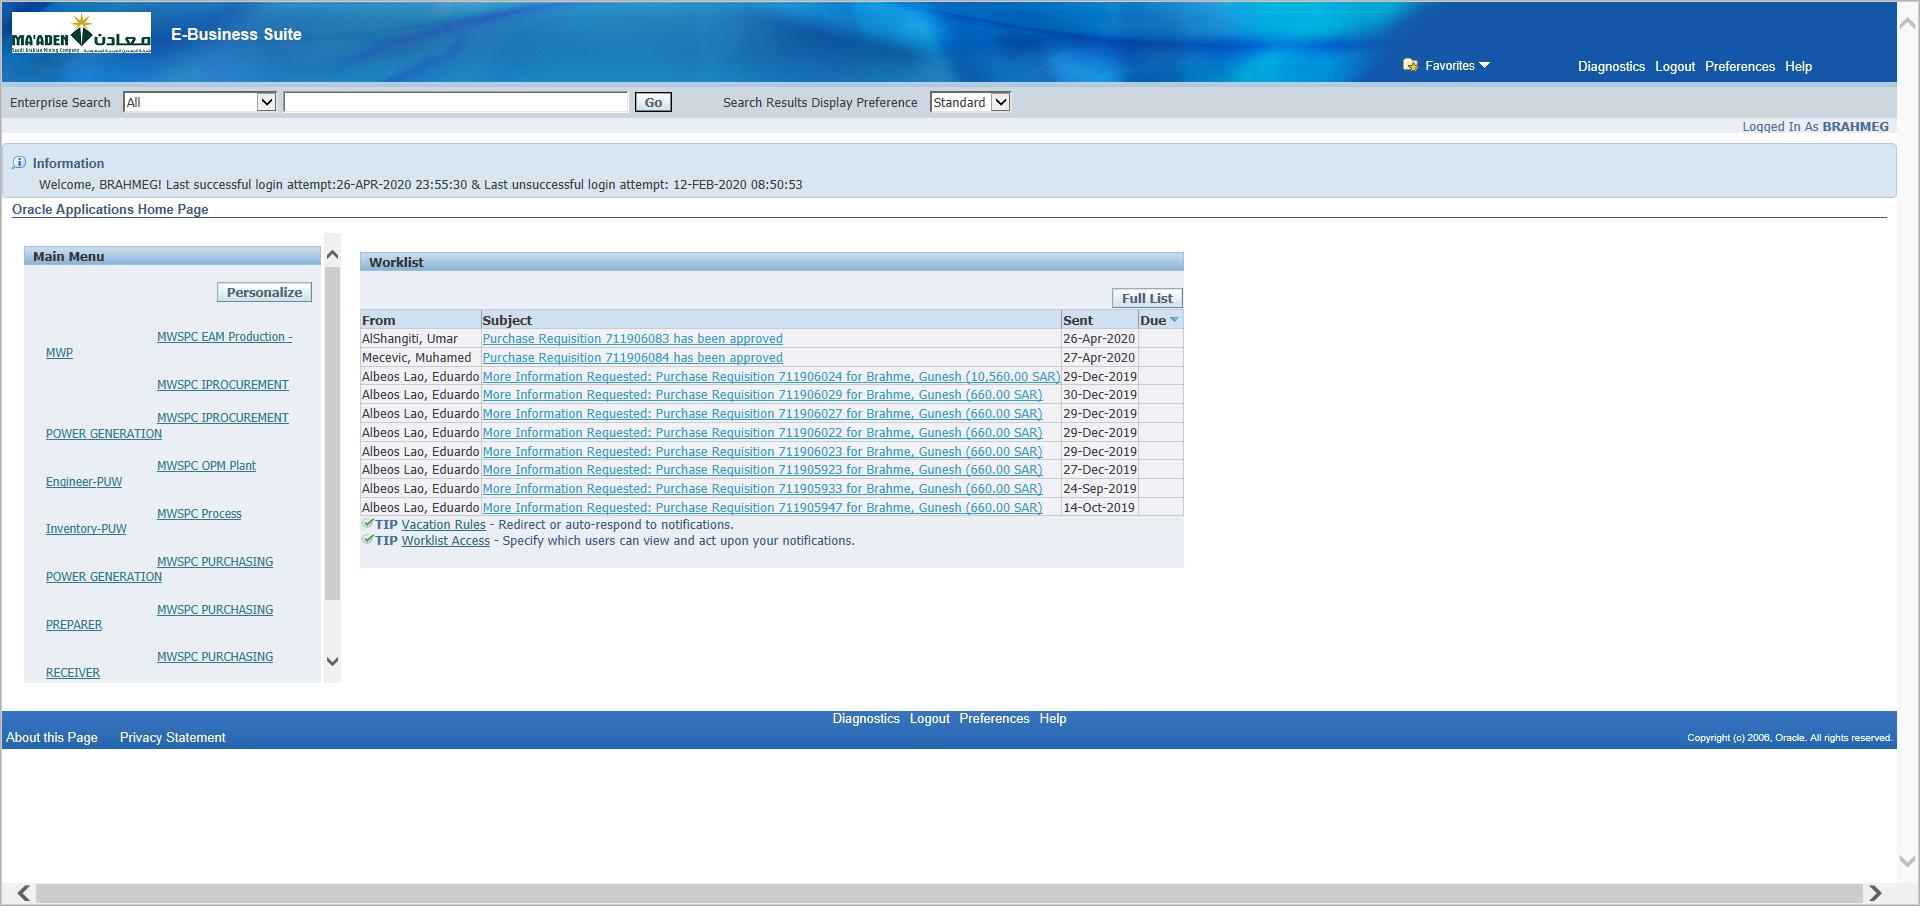 MA'ADEN معادن
Saudi Arabian Mining Company
E-Business Suite
Favorites
Diagnostics Logout Preferences Help
Enterprise Search All Go Search Results Display Preference Standard
Logged In As BRAHMEG
Information
Welcome, BRAHMEG! Last successful login attempt:26-APR-2020 23:55:30 & Last unsuccessful login attempt: 12-FEB-2020 08:50:53
Oracle Applications Home Page
Main Menu
Personalize
MWSPC EAM Production -
MWP
MWSPC IPROCUREMENT
MWSPC IPROCUREMENT
POWER GENERATION
MWSPC OPM Plant
Engineer-PUW
MWSPC Process
Inventory-PUW
MWSPC PURCHASING
POWER GENERATION
MWSPC PURCHASING
PREPARER
MWSPC PURCHASING
RECEIVER
Worklist
Full List
From Subject Sent Due
AlShangiti, Umar Purchase Requisition 711906083 has been approved 26-Apr-2020
Mecevic, Muhamed Purchase Requisition 711906084 has been approved 27-Apr-2020
Albeos Lao, Eduardo More Information Requested: Purchase Requisition 711906024 for Brahme, Gunesh (10,560.00 SAR) 29-Dec-2019
Albeos Lao, Eduardo More Information Requested: Purchase Requisition 711906029 for Brahme, Gunesh (660.00 SAR) 30-Dec-2019
Albeos Lao, Eduardo More Information Requested: Purchase Requisition 711906027 for Brahme, Gunesh (660.00 SAR) 29-Dec-2019
Albeos Lao, Eduardo More Information Requested: Purchase Requisition 711906022 for Brahme, Gunesh (660.00 SAR) 29-Dec-2019
Albeos Lao, Eduardo More Information Requested: Purchase Requisition 711906023 for Brahme, Gunesh (660.00 SAR) 29-Dec-2019
Albeos Lao, Eduardo More Information Requested: Purchase Requisition 711905923 for Brahme, Gunesh (660.00 SAR) 27-Dec-2019
Albeos Lao, Eduardo More Information Requested: Purchase Requisition 711905933 for Brahme, Gunesh (660.00 SAR) 24-Sep-2019
Albeos Lao, Eduardo More Information Requested: Purchase Requisition 711905947 for Brahme, Gunesh (660.00 SAR) 14-Oct-2019
TIP Vacation Rules - Redirect or auto-respond to notifications.
TIP Worklist Access - Specify which users can view and act upon your notifications.
Diagnostics Logout Preferences Help
About this Page Privacy Statement
Copyright (c) 2006, Oracle. All rights reserved.